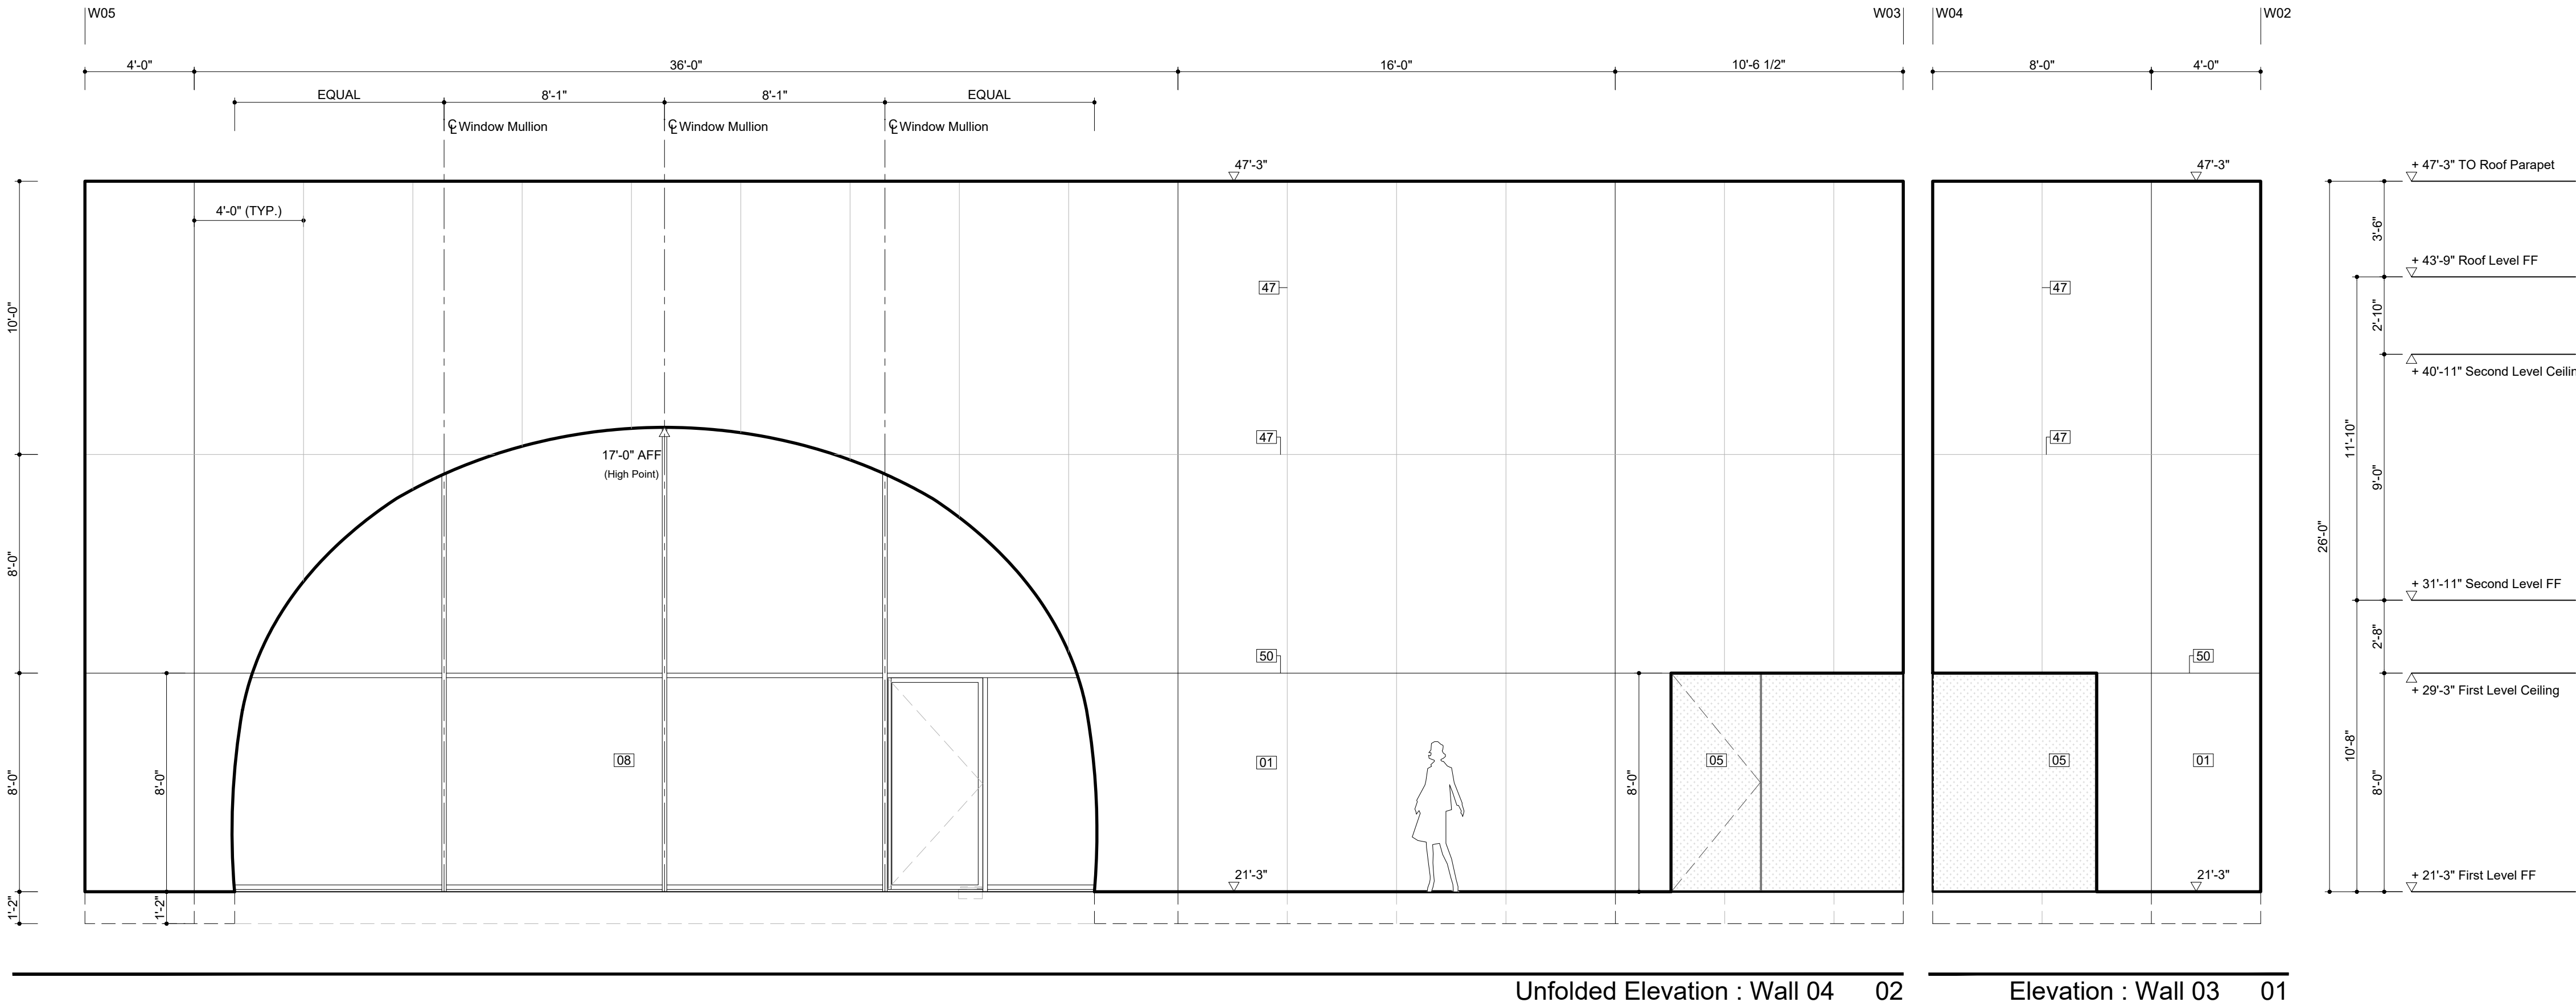 W05
W03
W04
W02
4'-0"
36'-0"
16'-0"
10'-6 1/2"
8'-0"
4'-0"
EQUAL
8'-1"
8'-1"
EQUAL
℄ Window Mullion
℄ Window Mullion
℄ Window Mullion
47'-3"
47'-3"
+ 47'-3" TO Roof Parapet
4'-0" (TYP.)
3'-6"
+ 43'-9" Roof Level FF
47
47
10'-0"
2'-10"
+ 40'-11" Second Level Ceilin
47
47
17'-0" AFF
(High Point)
11'-10"
9'-0"
26'-0"
8'-0"
+ 31'-11" Second Level FF
2'-8"
50
50
+ 29'-3" First Level Ceiling
08
01
05
05
01
8'-0"
8'-0"
8'-0"
10'-8"
8'-0"
21'-3"
21'-3"
+ 21'-3" First Level FF
1'-2"
1'-2"
Unfolded Elevation : Wall 04 02
Elevation : Wall 03 01